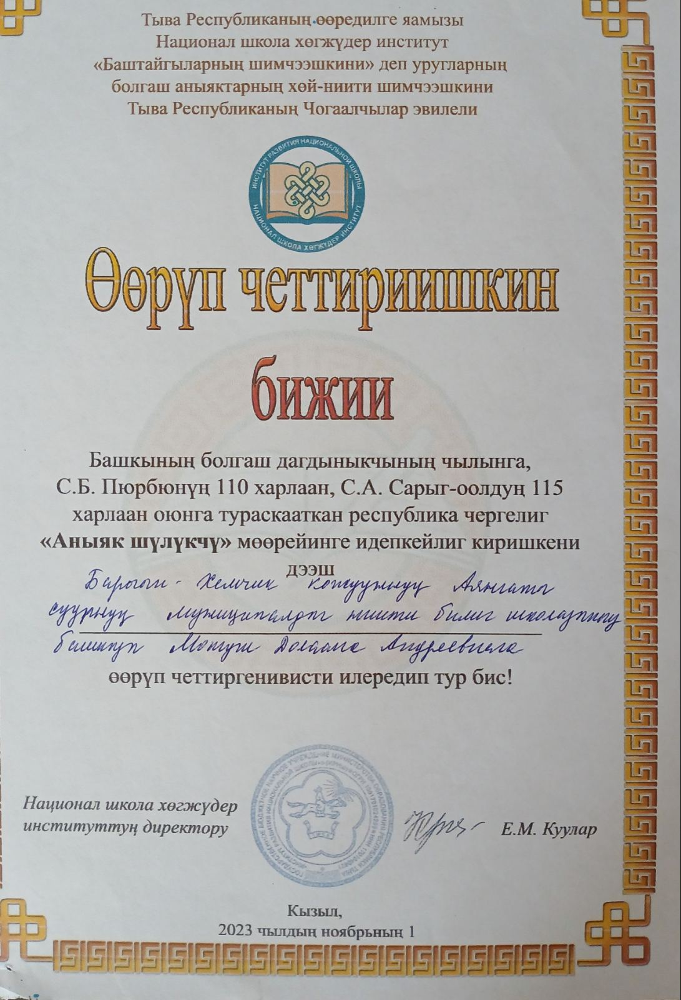 Тыва Республиканың өөредилге яамызы
Национал школа хөгжүдер институт
«Баштайгыларның шимчээшкини» деп уругларның
болгаш аныяктарның хөй-ниити шимчээшкини
Тыва Республиканың Чогаалчылар эвилели
ИНСТИТУТ РАЗВИТИЯ НАЦИОНАЛЬНОЙ ШКОЛЫ
НАЦИОНАЛ ШКОЛА ХӨГЖҮДЕР ИНСТИТУТ
Өөрүп четтириишкин
бижии
Башкының болгаш дагдыныкчының чылынга,
С.Б. Пюрбюнүң 110 харлаан, С.А. Сарыг-оолдуң 115
харлаан оюнга тураскааткан республика чергелиг
«Аныяк шүлүкчү» мөөрейинге идепкейлиг киришкени
дээш
Барыын-Хемчик кожууннуң Аянгаты
суурнуң муниципалдыг ниити билиг школазының
башкызы Монгуш Долаана Андреевнага
өөрүп четтиргенивисти илередип тур бис!
Национал школа хөгжүдер
институттуң директору
Е.М. Куулар
Кызыл,
2023 чылдың ноябрьның 1